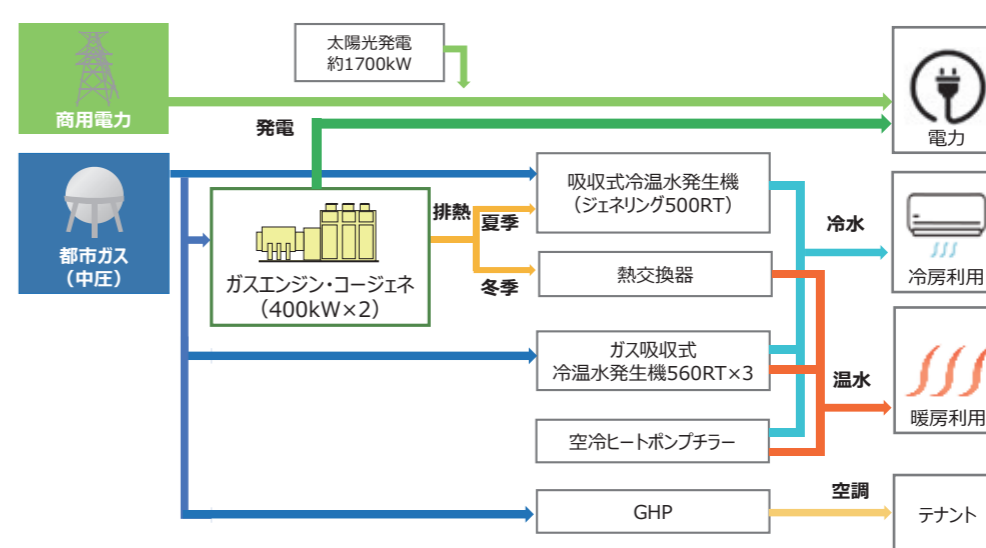 太陽光発電
約1700kW
商用電力
発電
電力
都市ガス
（中圧）
ガスエンジン・コージェネ
（400kW×2）
排熱
夏季
冬季
吸収式冷温水発生機
（ジェネリング500RT）
熱交換器
ガス吸収式
冷温水発生機560RT×3
空冷ヒートポンプチラー
GHP
冷水
冷房利用
温水
暖房利用
空調
テナント